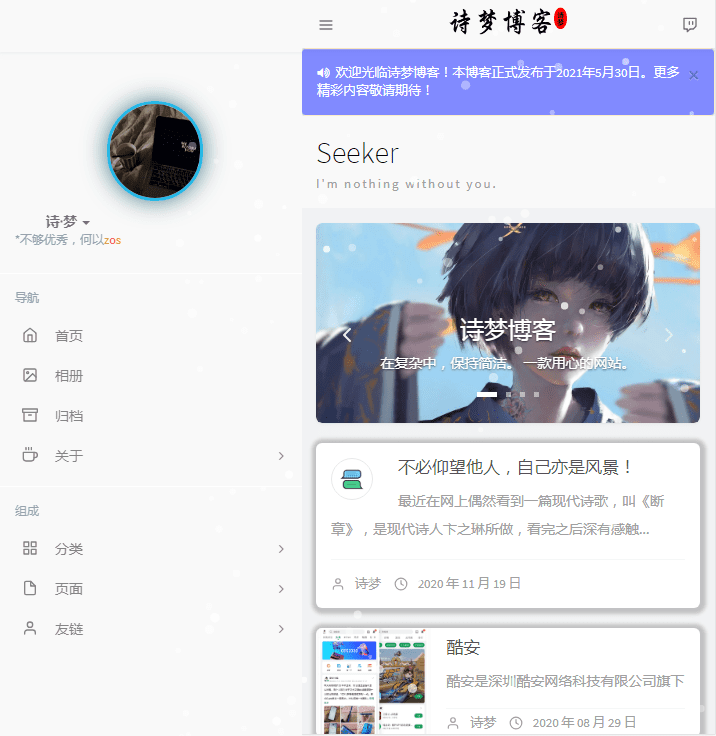 诗梦博客
欢迎光临诗梦博客！本博客正式发布于2021年5月30日。更多
精彩内容敬请期待！
诗·梦
*不够优秀，何以zos
导航
首页
相册
归档
关于
组成
分类
页面
友链
Seeker
I'm nothing without you.
诗梦博客
在复杂中，保持简洁。一款用心的网站。
不必仰望他人，自己亦是风景！
最近在网上偶然看到一篇现代诗歌，叫《断
章》，是现代诗人卞之琳所做，看完之后深有感触...
诗梦 2020 年 11 月 19 日
酷安
酷安是深圳酷安网络科技有限公司旗下
诗梦 2020 年 08 月 29 日